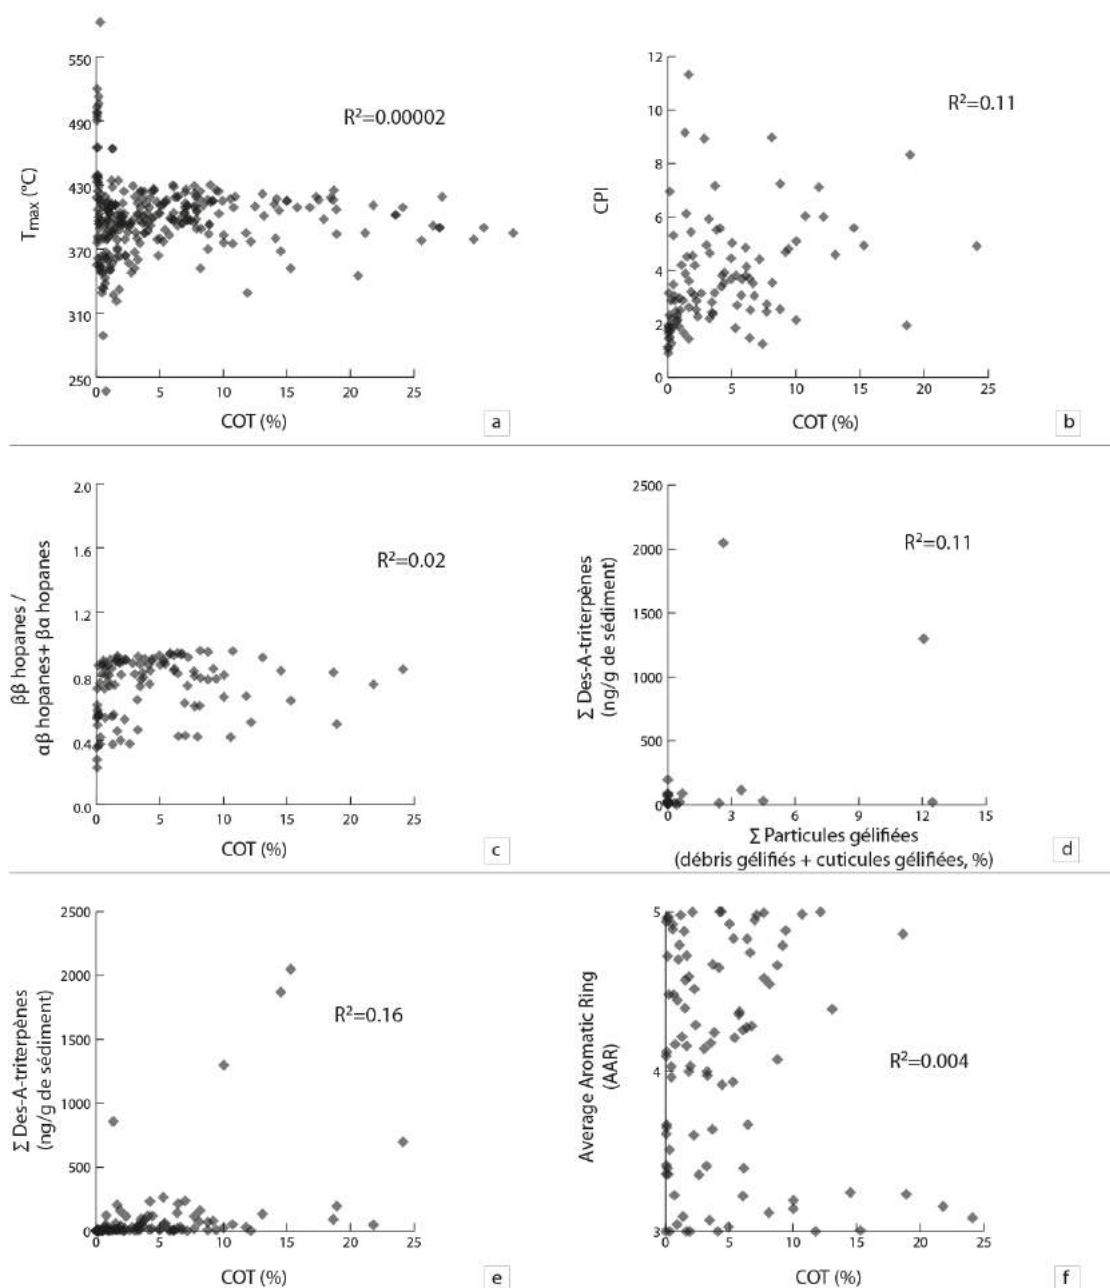 550
490
430
370
310
250
T_max (°C)
R²=0.00002
0 5 10 15 20 25
COT (%)
a
12
10
8
6
4
2
0
CPI
R²=0.11
0 5 10 15 20 25
COT (%)
b
2.0
1.6
1.2
0.8
0.4
0.0
ββ hopanes /
αβ hopanes+ βα hopanes
R²=0.02
0 5 10 15 20 25
COT (%)
c
2500
2000
1500
1000
500
0
Σ Des-A-triterpènes
(ng/g de sédiment)
R²=0.11
0 3 6 9 12 15
Σ Particules gélifiées
(débris gélifiés + cuticules gélifiées, %)
d
2500
2000
1500
1000
500
0
Σ Des-A-triterpènes
(ng/g de sédiment)
R²=0.16
0 5 10 15 20 25
COT (%)
e
5
4
3
Average Aromatic Ring
(AAR)
R²=0.004
0 5 10 15 20 25
COT (%)
f